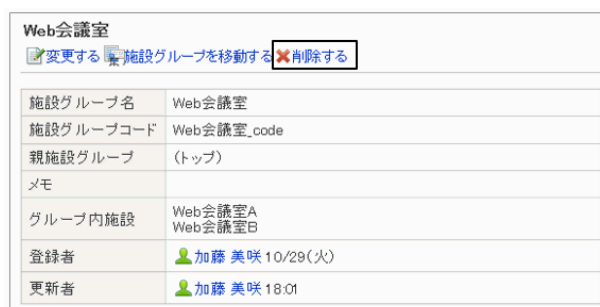 Web会議室
変更する 施設グループを移動する 削除する
施設グループ名 Web会議室
施設グループコード Web会議室_code
親施設グループ (トップ)
メモ
グループ内施設 Web会議室A
Web会議室B
登録者 加藤 美咲 10/29(火)
更新者 加藤 美咲 18:01